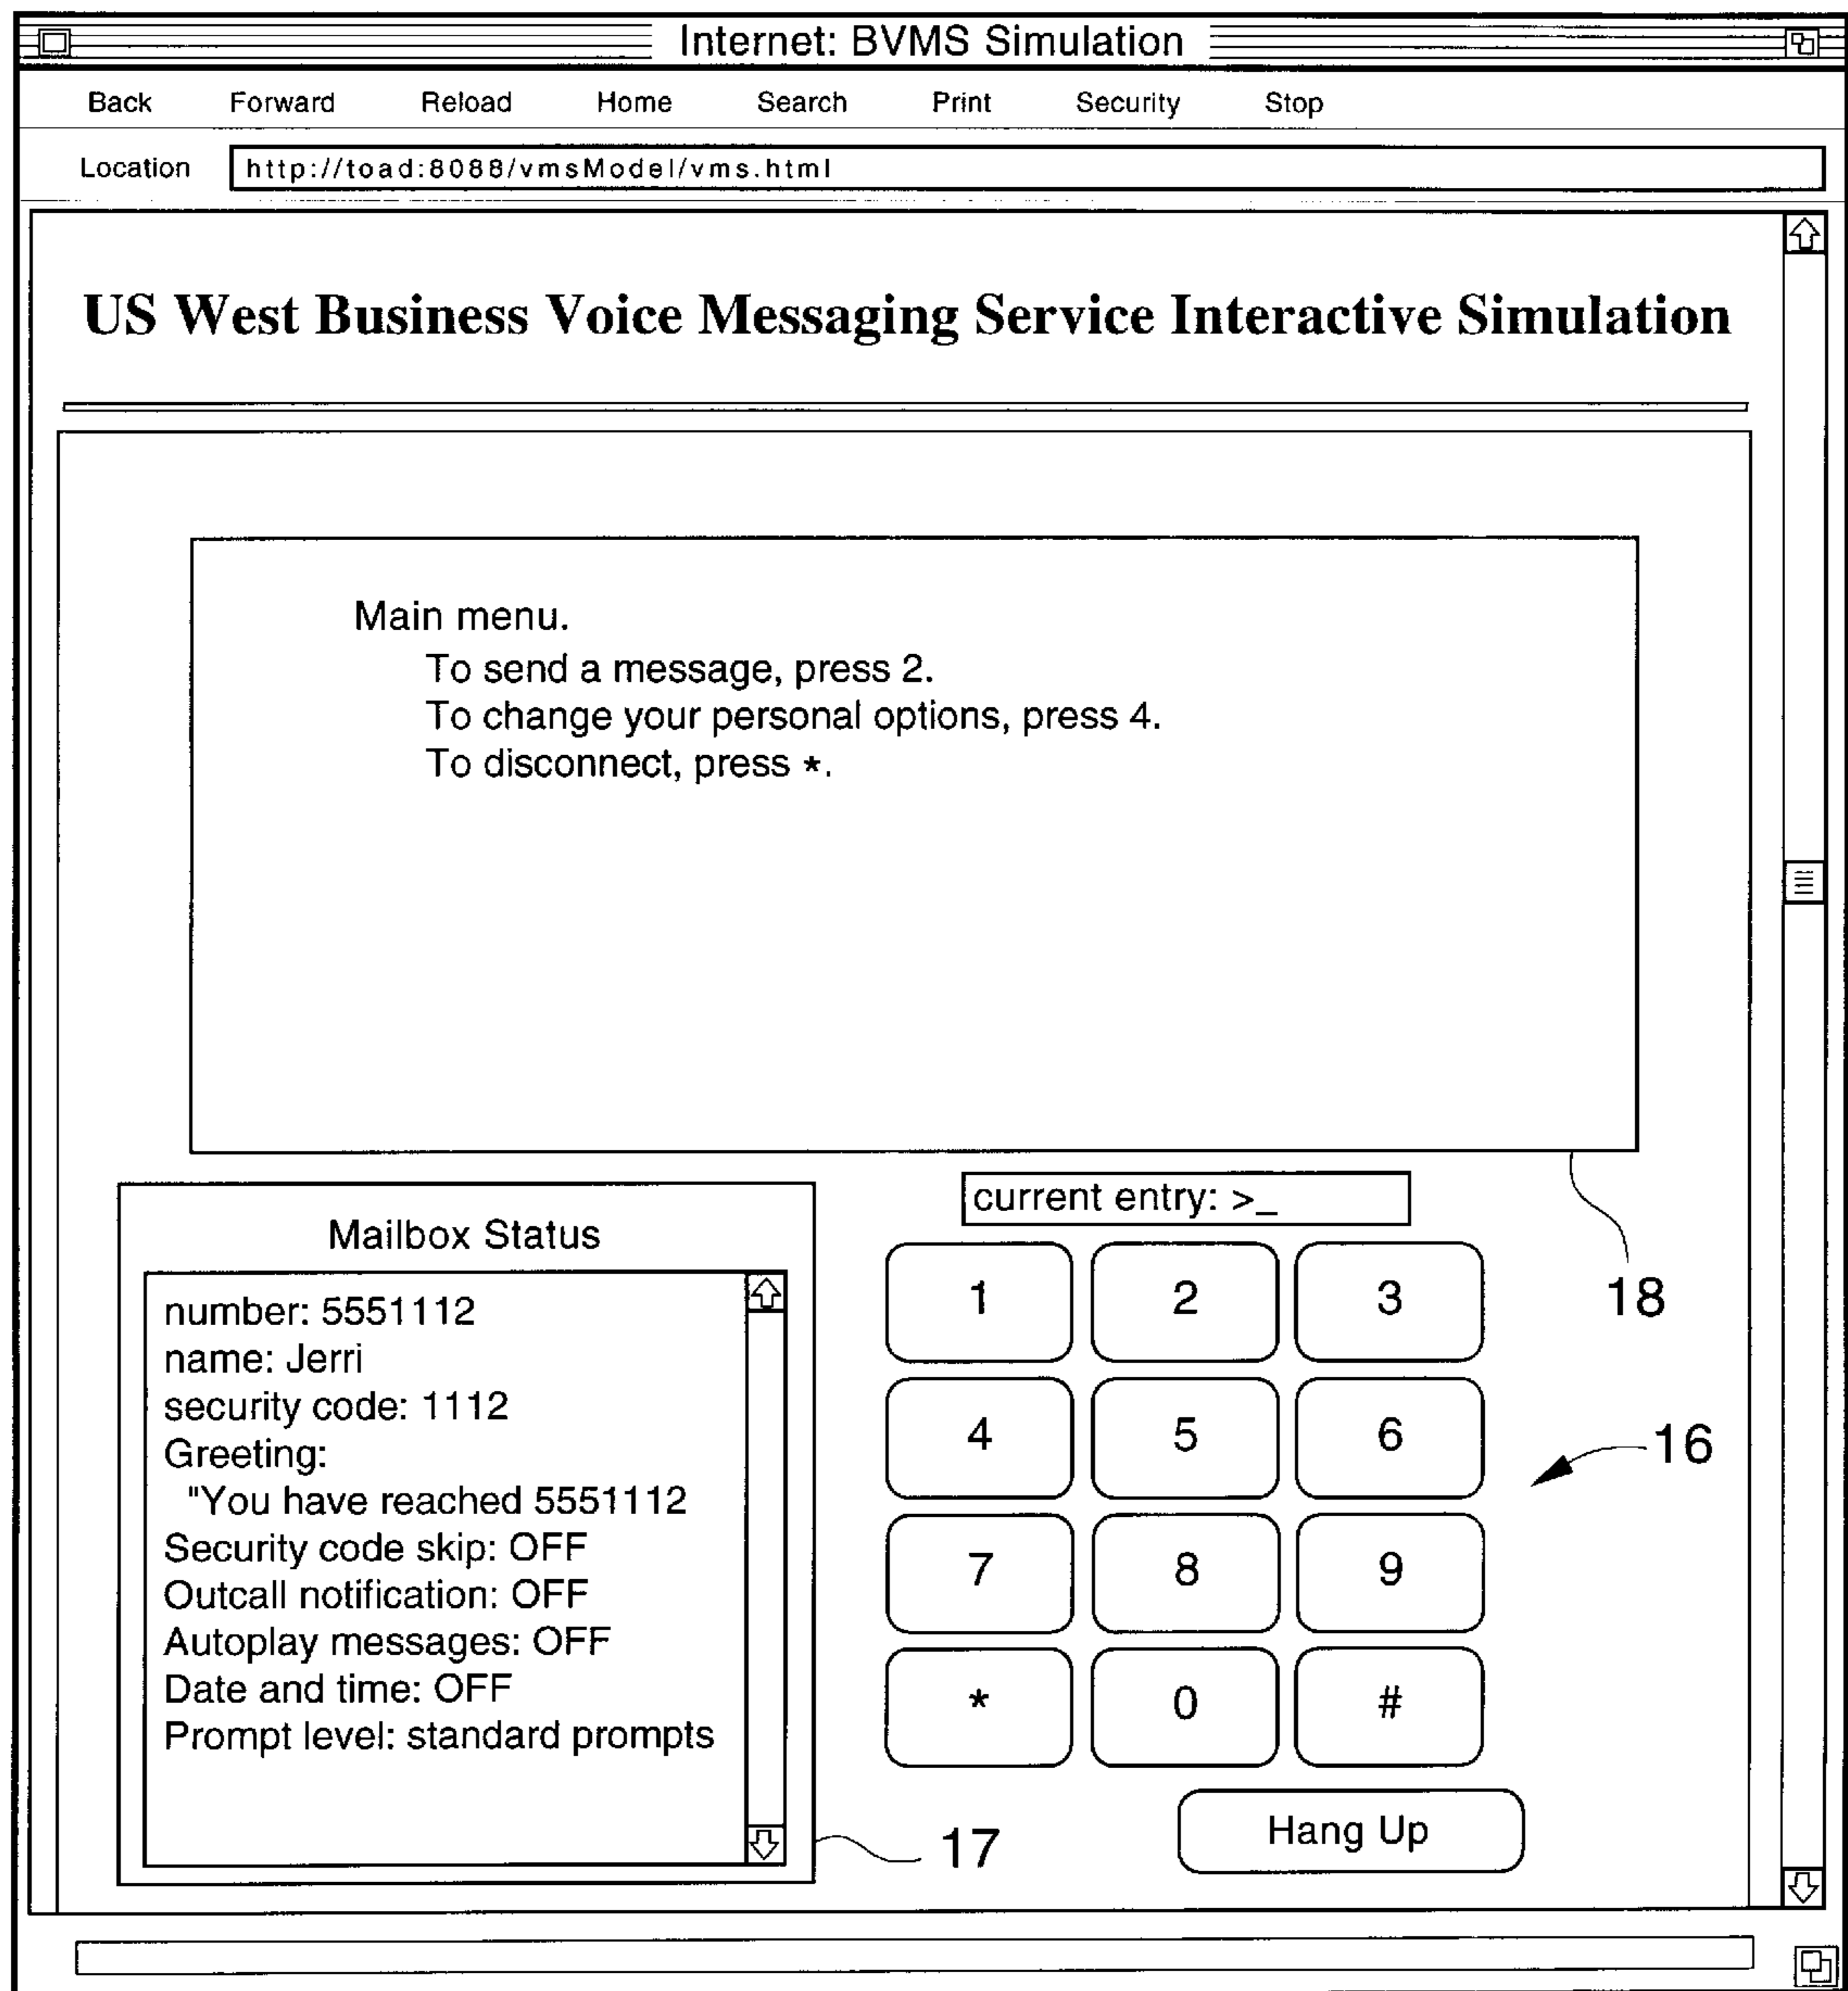 Internet: BVMS Simulation
Back Forward Reload Home Search Print Security Stop
Location http://toad:8088/vmsModel/vms.html
US West Business Voice Messaging Service Interactive Simulation
Main menu.
To send a message, press 2.
To change your personal options, press 4.
To disconnect, press *.
18
Mailbox Status
number: 5551112
name: Jerri
security code: 1112
Greeting:
"You have reached 5551112
Security code skip: OFF
Outcall notification: OFF
Autoplay messages: OFF
Date and time: OFF
Prompt level: standard prompts
17
current entry: >_
1 2 3
4 5 6
7 8 9
* 0 #
16
Hang Up